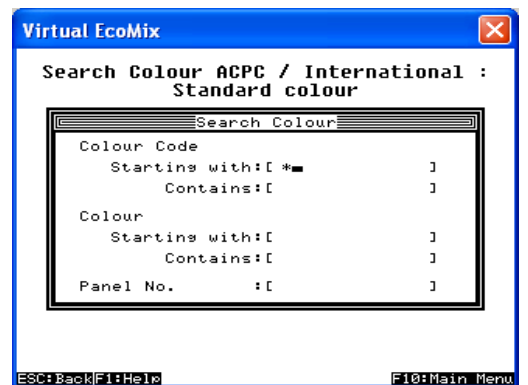 Virtual EcoMix
Search Colour ACPC / International :
Standard colour
Search Colour
Colour Code
Starting with:[ * ]
Contains:[ ]
Colour
Starting with:[ ]
Contains:[ ]
Panel No. :[ ]
ESC:Back F1:Help F10:Main Menu